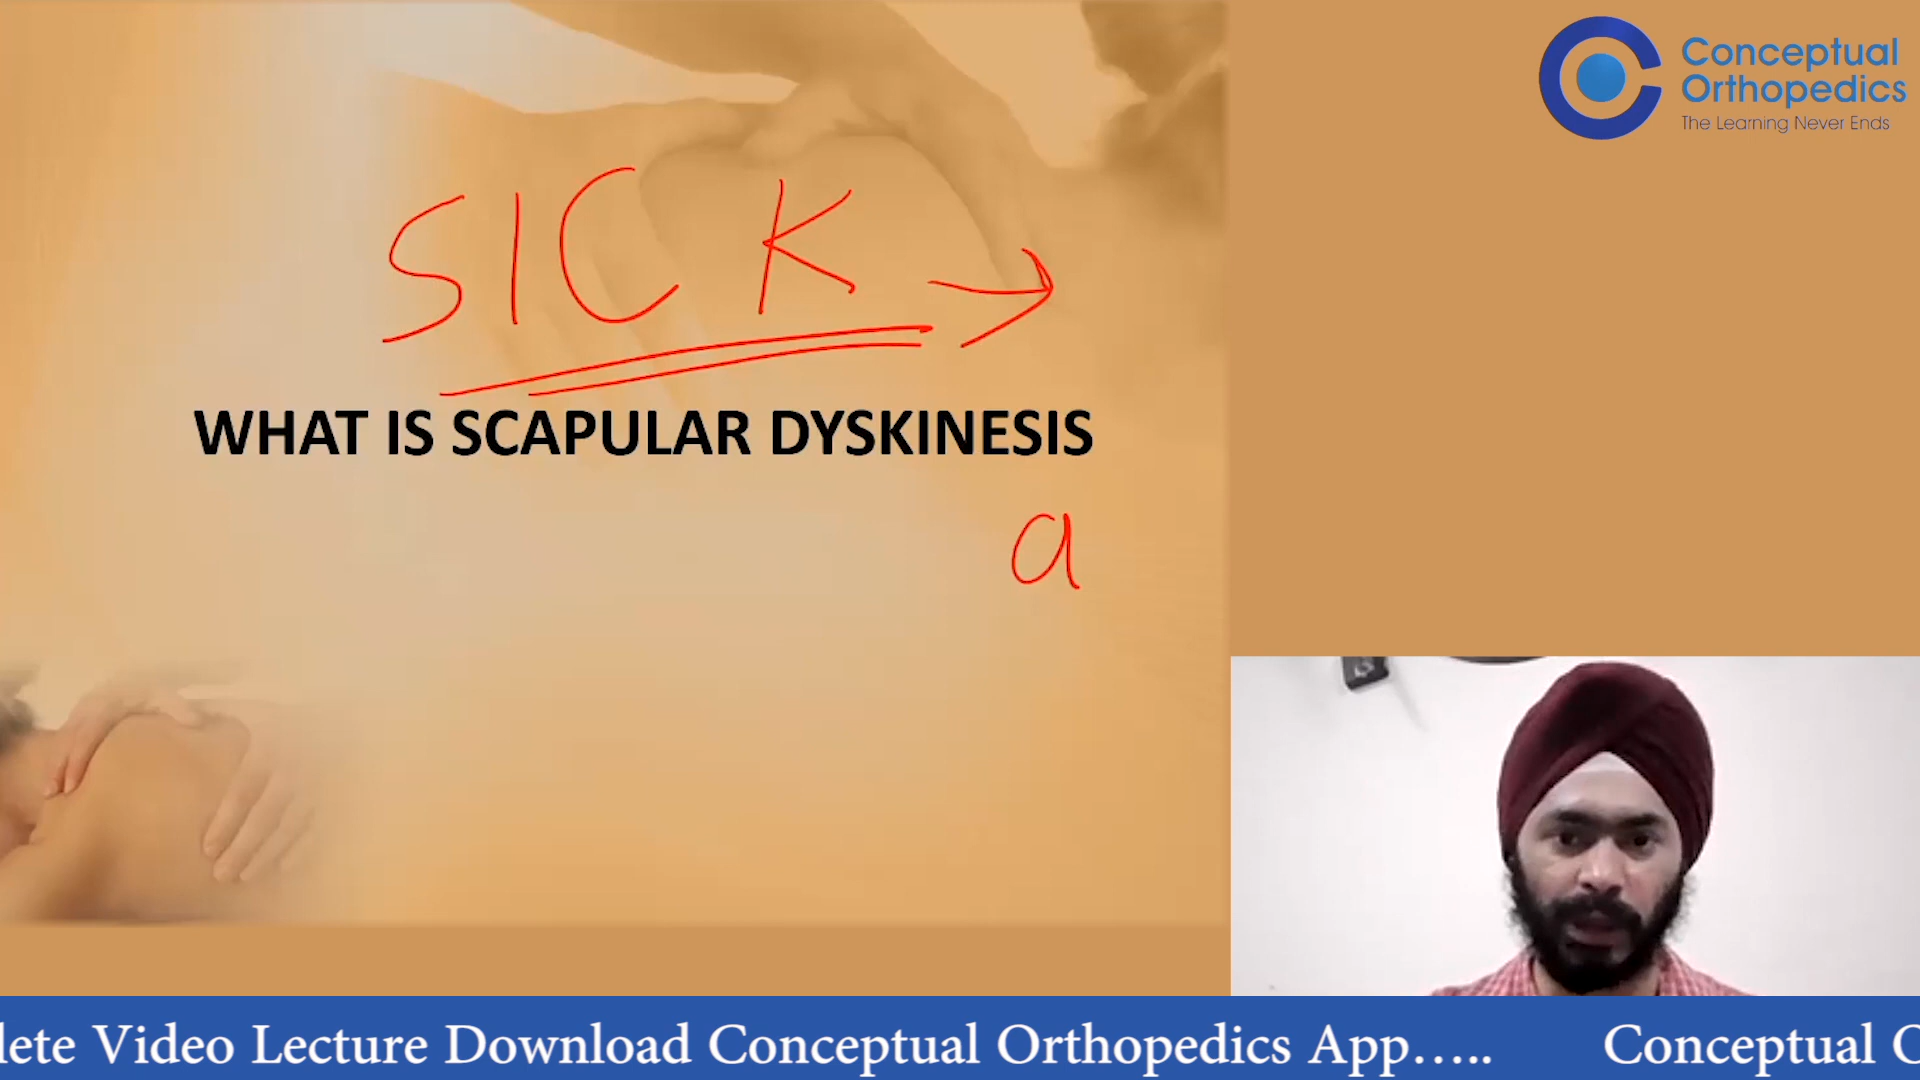 Conceptual
Orthopedics
The Learning Never Ends
SICK →
WHAT IS SCAPULAR DYSKINESIS
a
lete Video Lecture Download Conceptual Orthopedics App..... Conceptual